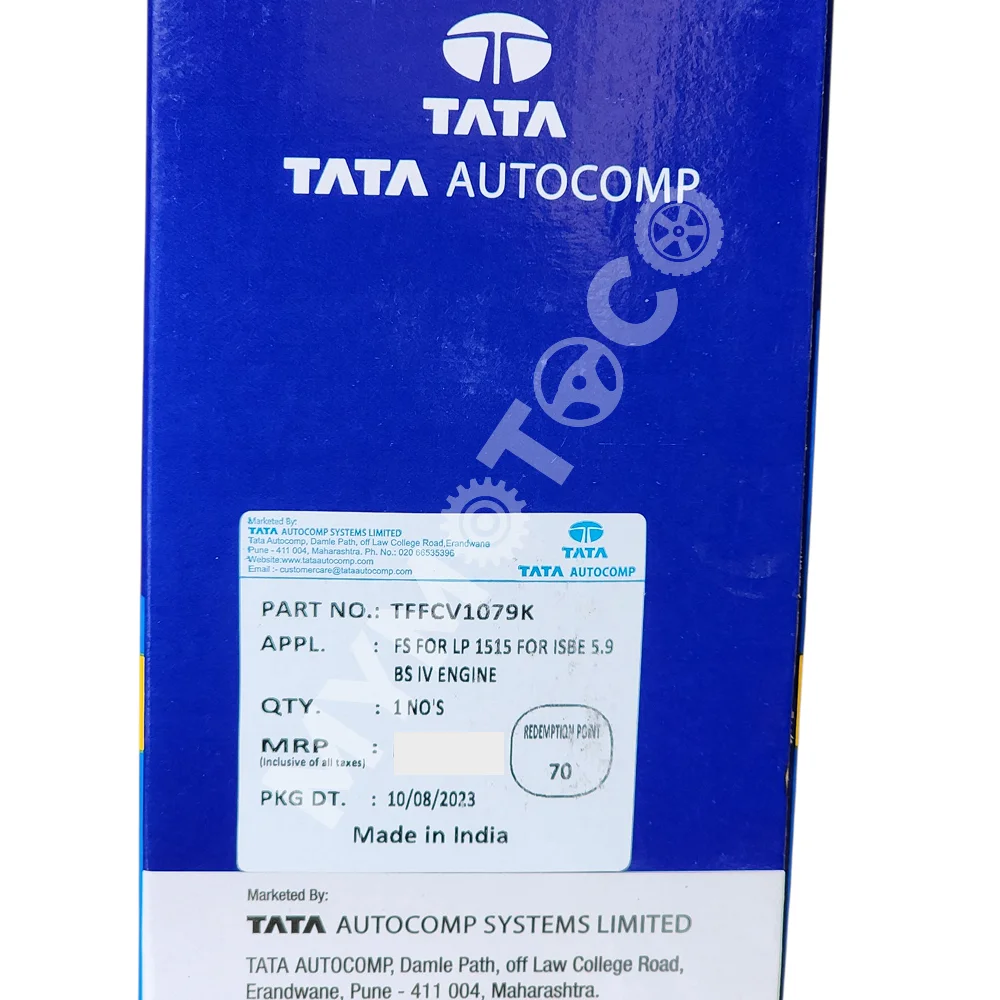 TATA
TATA AUTOCOMP
MYAUTOCO
Marketed By:
TATA AUTOCOMP SYSTEMS LIMITED
Tata Autocomp, Damle Path, off Law College Road,Erandwane
Pune - 411 004, Maharashtra. Ph. No.: 020 66535396
Website:www.tataautocomp.com
Email :- customercare@tataautocomp.com
TATA
TATA AUTOCOMP
PART NO.: TFFCV1079K
APPL. : FS FOR LP 1515 FOR ISBE 5.9
BS IV ENGINE
QTY. : 1 NO'S
MRP :
(Inclusive of all taxes)
REDEMPTION POINT
70
PKG DT. : 10/08/2023
Made in India
Marketed By:
TATA AUTOCOMP SYSTEMS LIMITED
TATA AUTOCOMP, Damle Path, off Law College Road,
Erandwane, Pune - 411 004, Maharashtra.